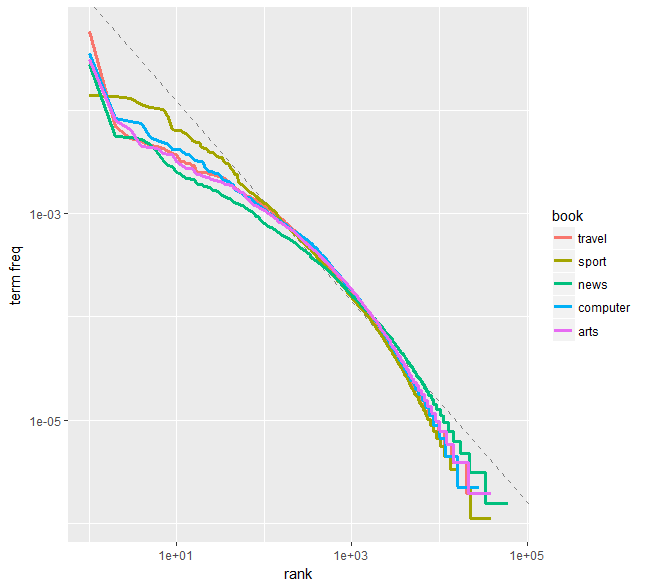 term freq
1e-03
1e-05
1e+01
1e+03
1e+05
rank
book
travel
sport
news
computer
arts